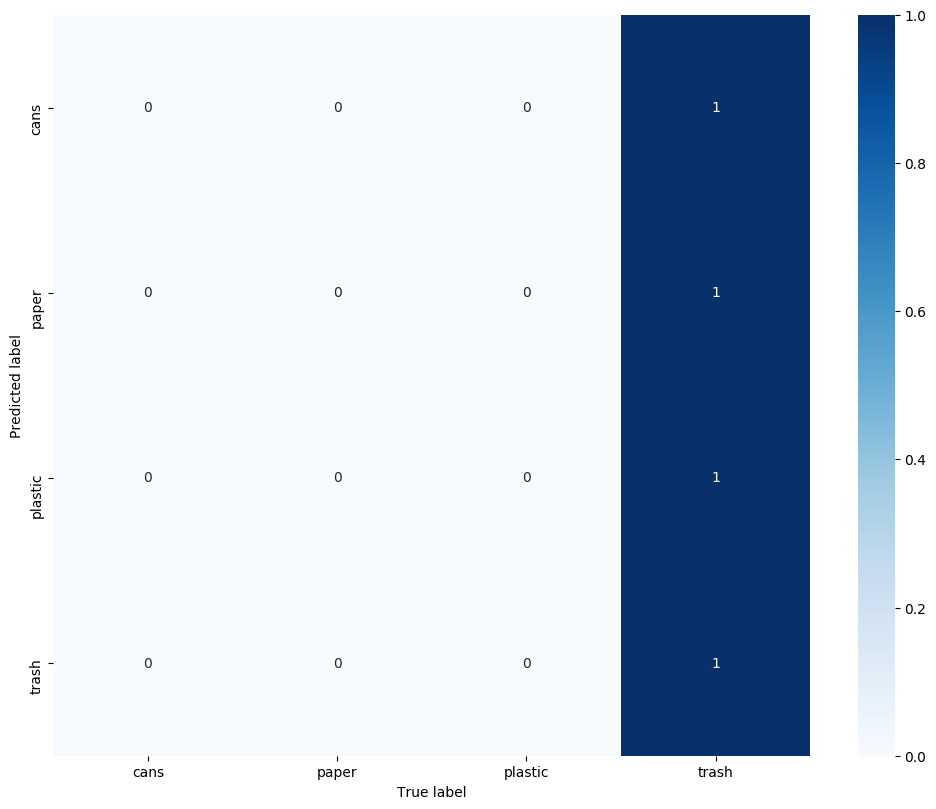 cans 0 0 0 1
paper 0 0 0 1
plastic 0 0 0 1
trash 0 0 0 1
Predicted label
cans paper plastic trash
True label
1.0
0.8
0.6
0.4
0.2
0.0